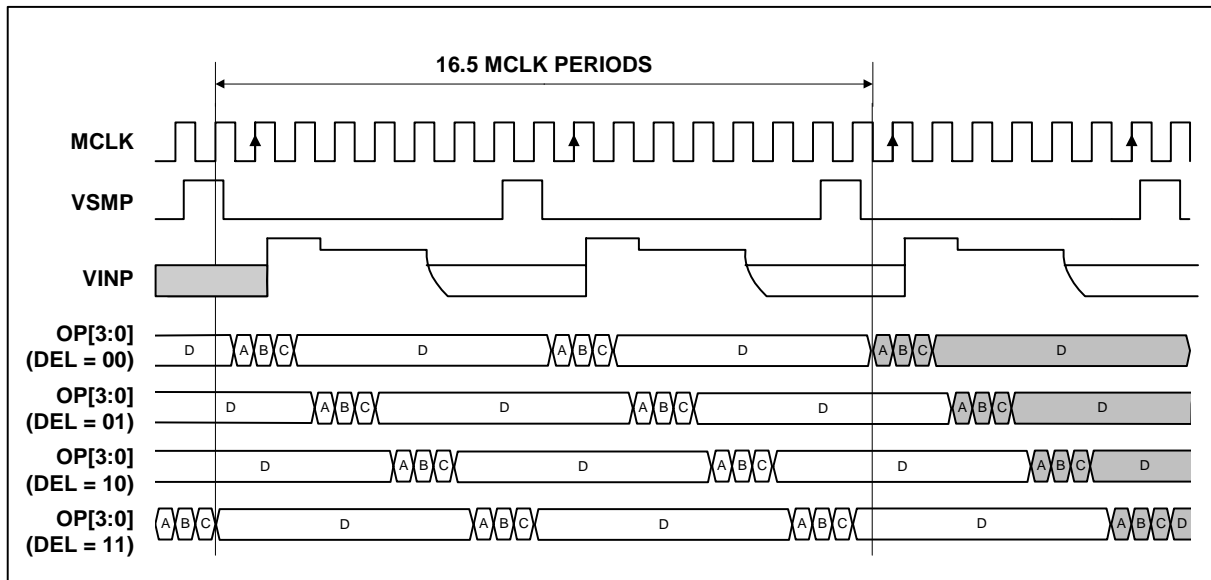 16.5 MCLK PERIODS
MCLK
VSMP
VINP
OP[3:0]
(DEL = 00)
D A B C D A B C D A B C D
OP[3:0]
(DEL = 01)
D A B C D A B C D A B C D
OP[3:0]
(DEL = 10)
D A B C D A B C D A B C D
OP[3:0]
(DEL = 11)
A B C D A B C D A B C D A B C D